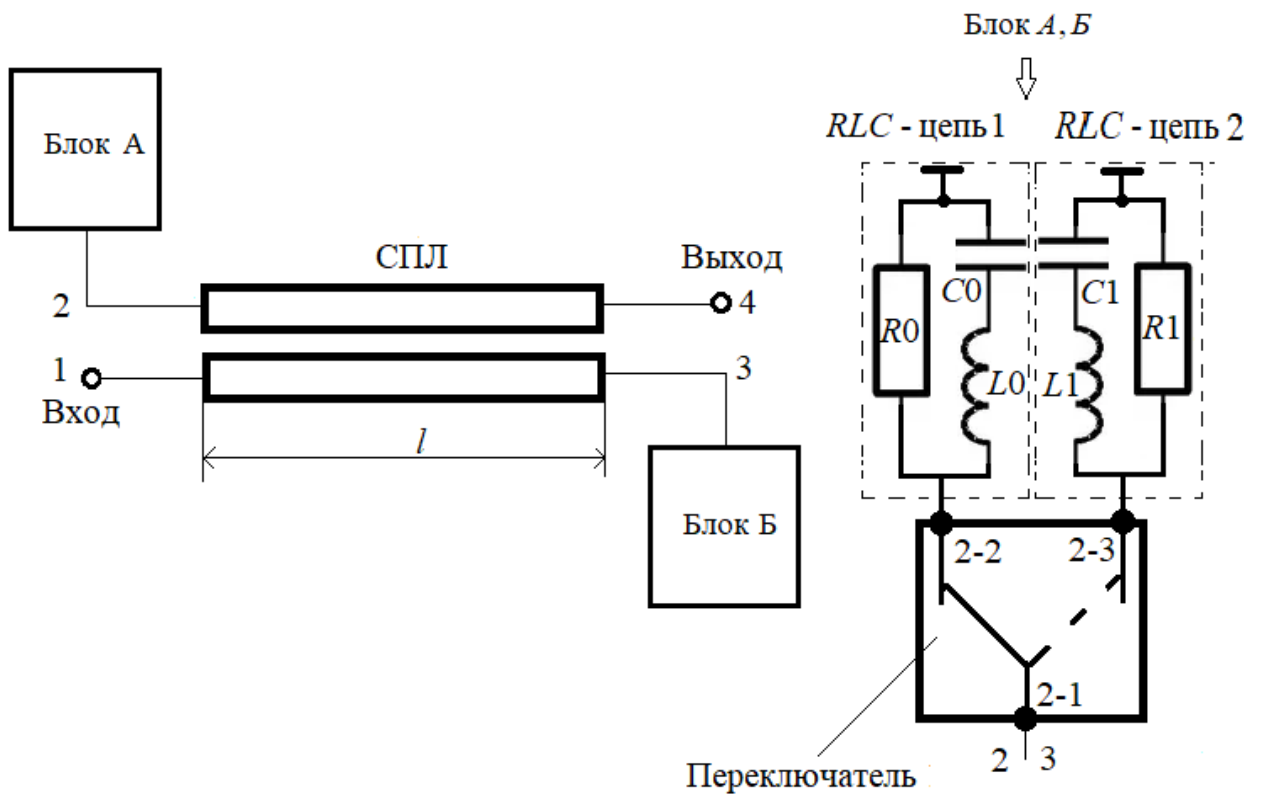 Блок А
СПЛ
Выход
2
4
1
3
Вход
l
Блок Б
Блок А, Б
RLC - цепь 1
RLC - цепь 2
C0
C1
R0
R1
L0
L1
2-2
2-3
2-1
2
3
Переключатель